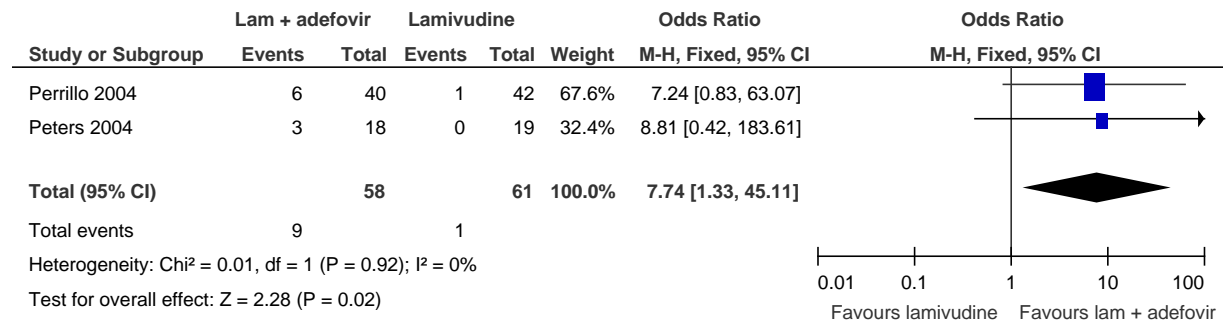 Lam + adefovir Lamivudine Odds Ratio Odds Ratio
Study or Subgroup Events Total Events Total Weight M-H, Fixed, 95% CI M-H, Fixed, 95% CI
Perrillo 2004 6 40 1 42 67.6% 7.24 [0.83, 63.07]
Peters 2004 3 18 0 19 32.4% 8.81 [0.42, 183.61]
Total (95% CI) 58 61 100.0% 7.74 [1.33, 45.11]
Total events 9 1
Heterogeneity: Chi² = 0.01, df = 1 (P = 0.92); I² = 0%
Test for overall effect: Z = 2.28 (P = 0.02)
0.01 0.1 1 10 100
Favours lamivudine Favours lam + adefovir